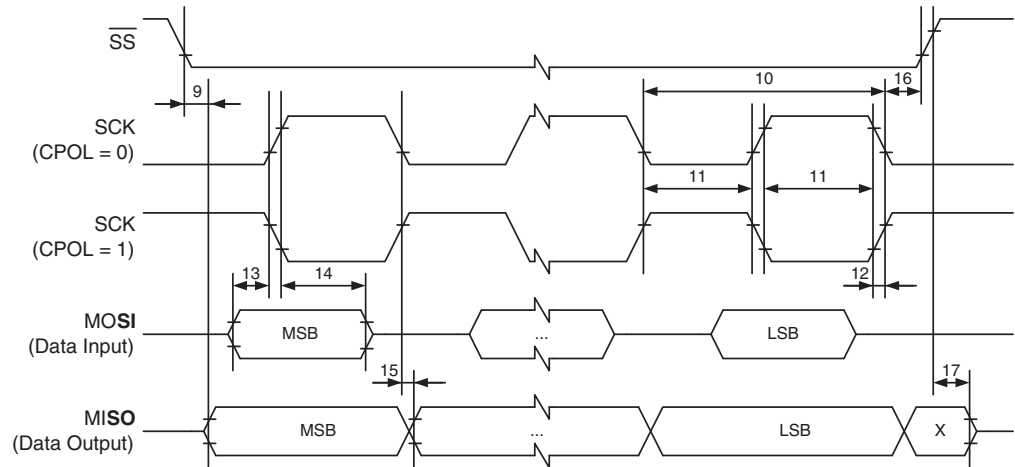 SS
9
10
16
SCK
(CPOL = 0)
11
11
SCK
(CPOL = 1)
13
14
12
MOSI
(Data Input)
MSB
...
LSB
15
17
MISO
(Data Output)
MSB
...
LSB
X